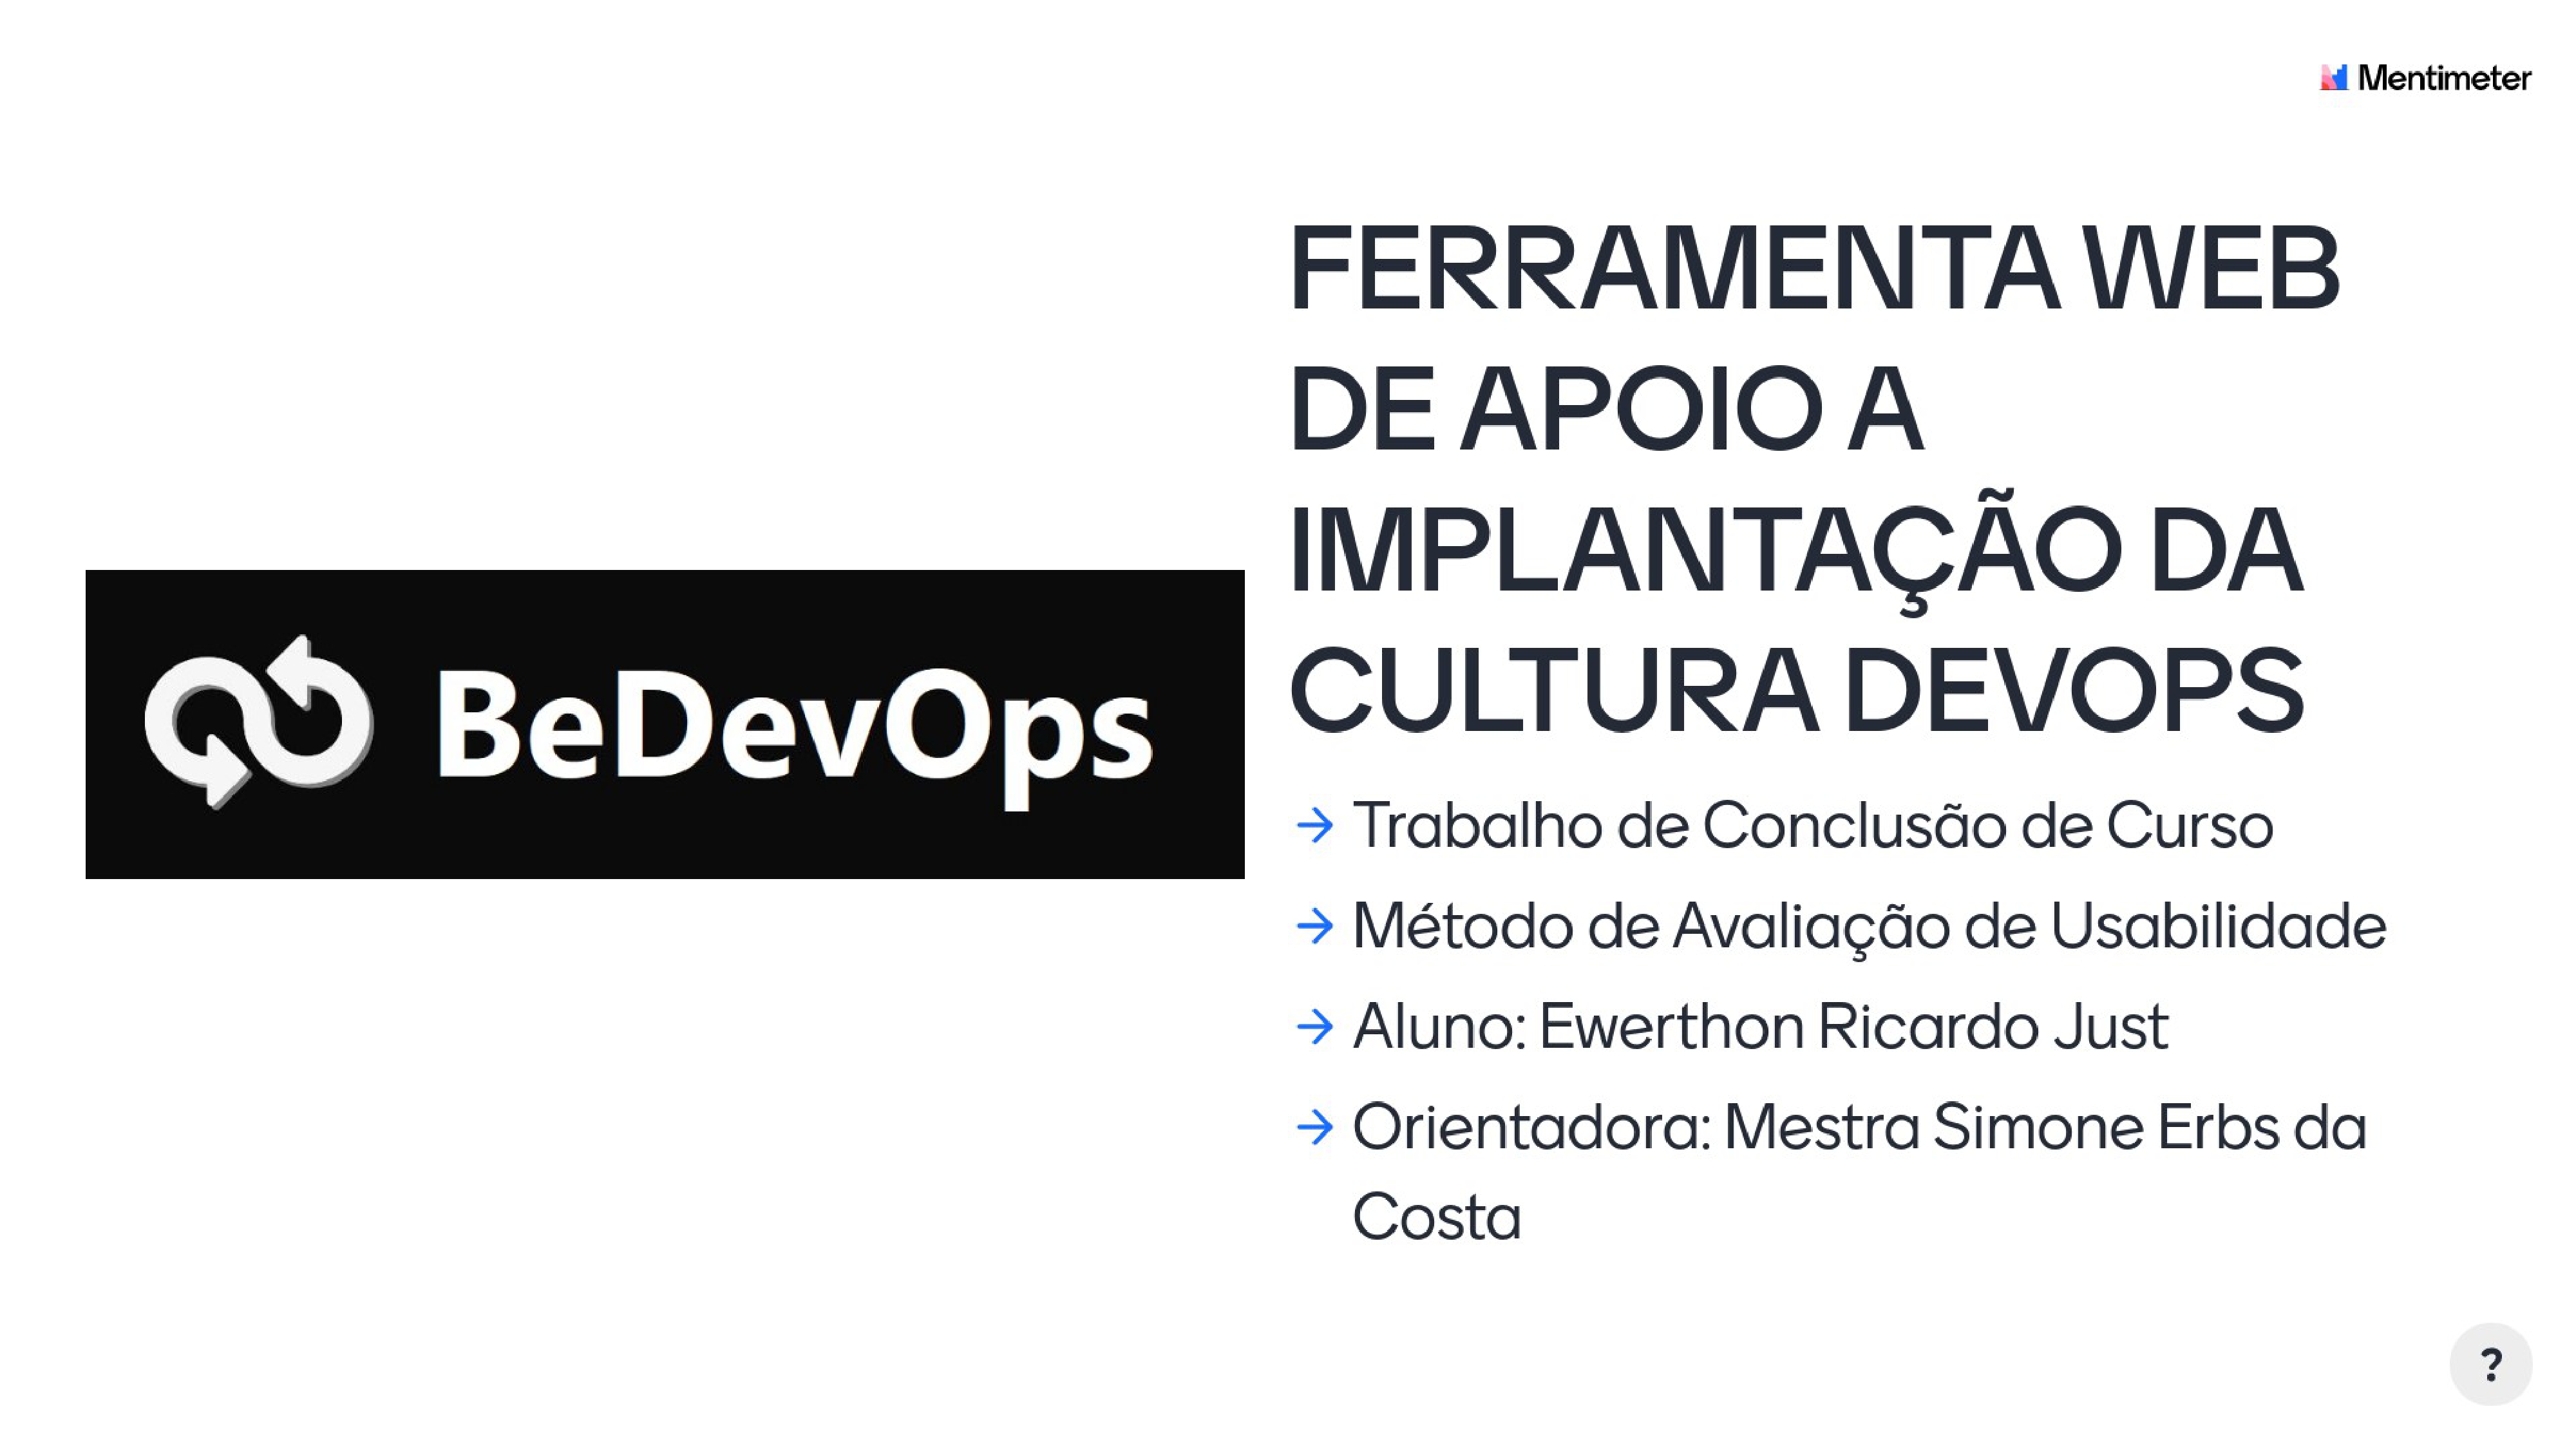 Mentimeter
FERRAMENTA WEB
DE APOIO A
IMPLANTAÇÃO DA
CULTURA DEVOPS
BeDevOps
→ Trabalho de Conclusão de Curso
→ Método de Avaliação de Usabilidade
→ Aluno: Ewerthon Ricardo Just
→ Orientadora: Mestra Simone Erbs da
Costa
?